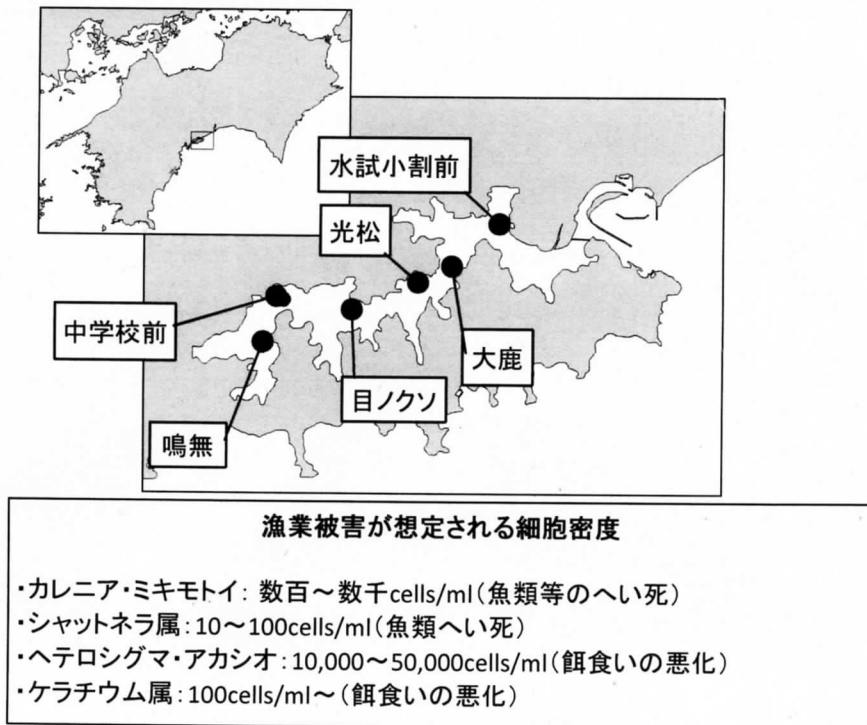 水試小割前
光松
中学校前
大鹿
目ノクソ
鳴無
漁業被害が想定される細胞密度
・カレニア・ミキモトイ: 数百～数千cells/ml(魚類等のへい死)
・シャットネラ属:10～100cells/ml(魚類へい死)
・ヘテロシグマ・アカシオ:10,000～50,000cells/ml(餌食いの悪化)
・ケラチウム属:100cells/ml～(餌食いの悪化)